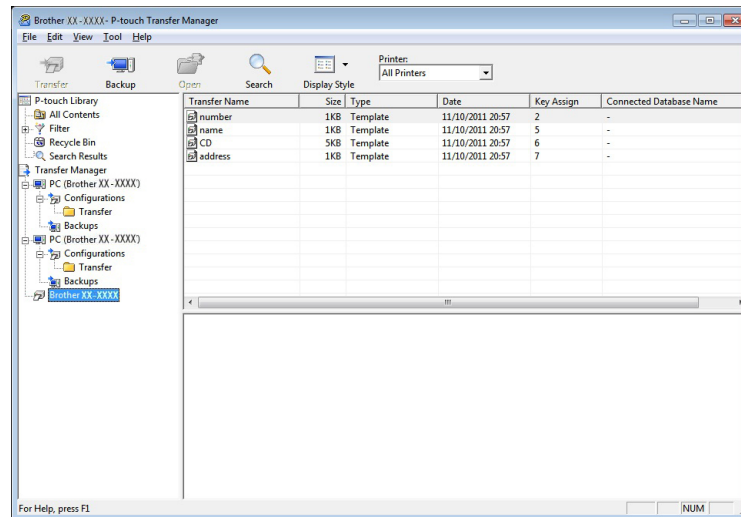 Brother XX-XXXX- P-touch Transfer Manager
File Edit View Tool Help
Transfer Backup Open Search Display Style
Printer:
All Printers
P-touch Library
All Contents
Filter
Recycle Bin
Search Results
Transfer Manager
PC (Brother XX-XXXX)
Configurations
Transfer
Backups
PC (Brother XX-XXXX)
Configurations
Transfer
Backups
Brother XX-XXXX
Transfer Name Size Type Date Key Assign Connected Database Name
number 1KB Template 11/10/2011 20:57 2 -
name 1KB Template 11/10/2011 20:57 5 -
CD 5KB Template 11/10/2011 20:57 6 -
address 1KB Template 11/10/2011 20:57 7 -
For Help, press F1
NUM